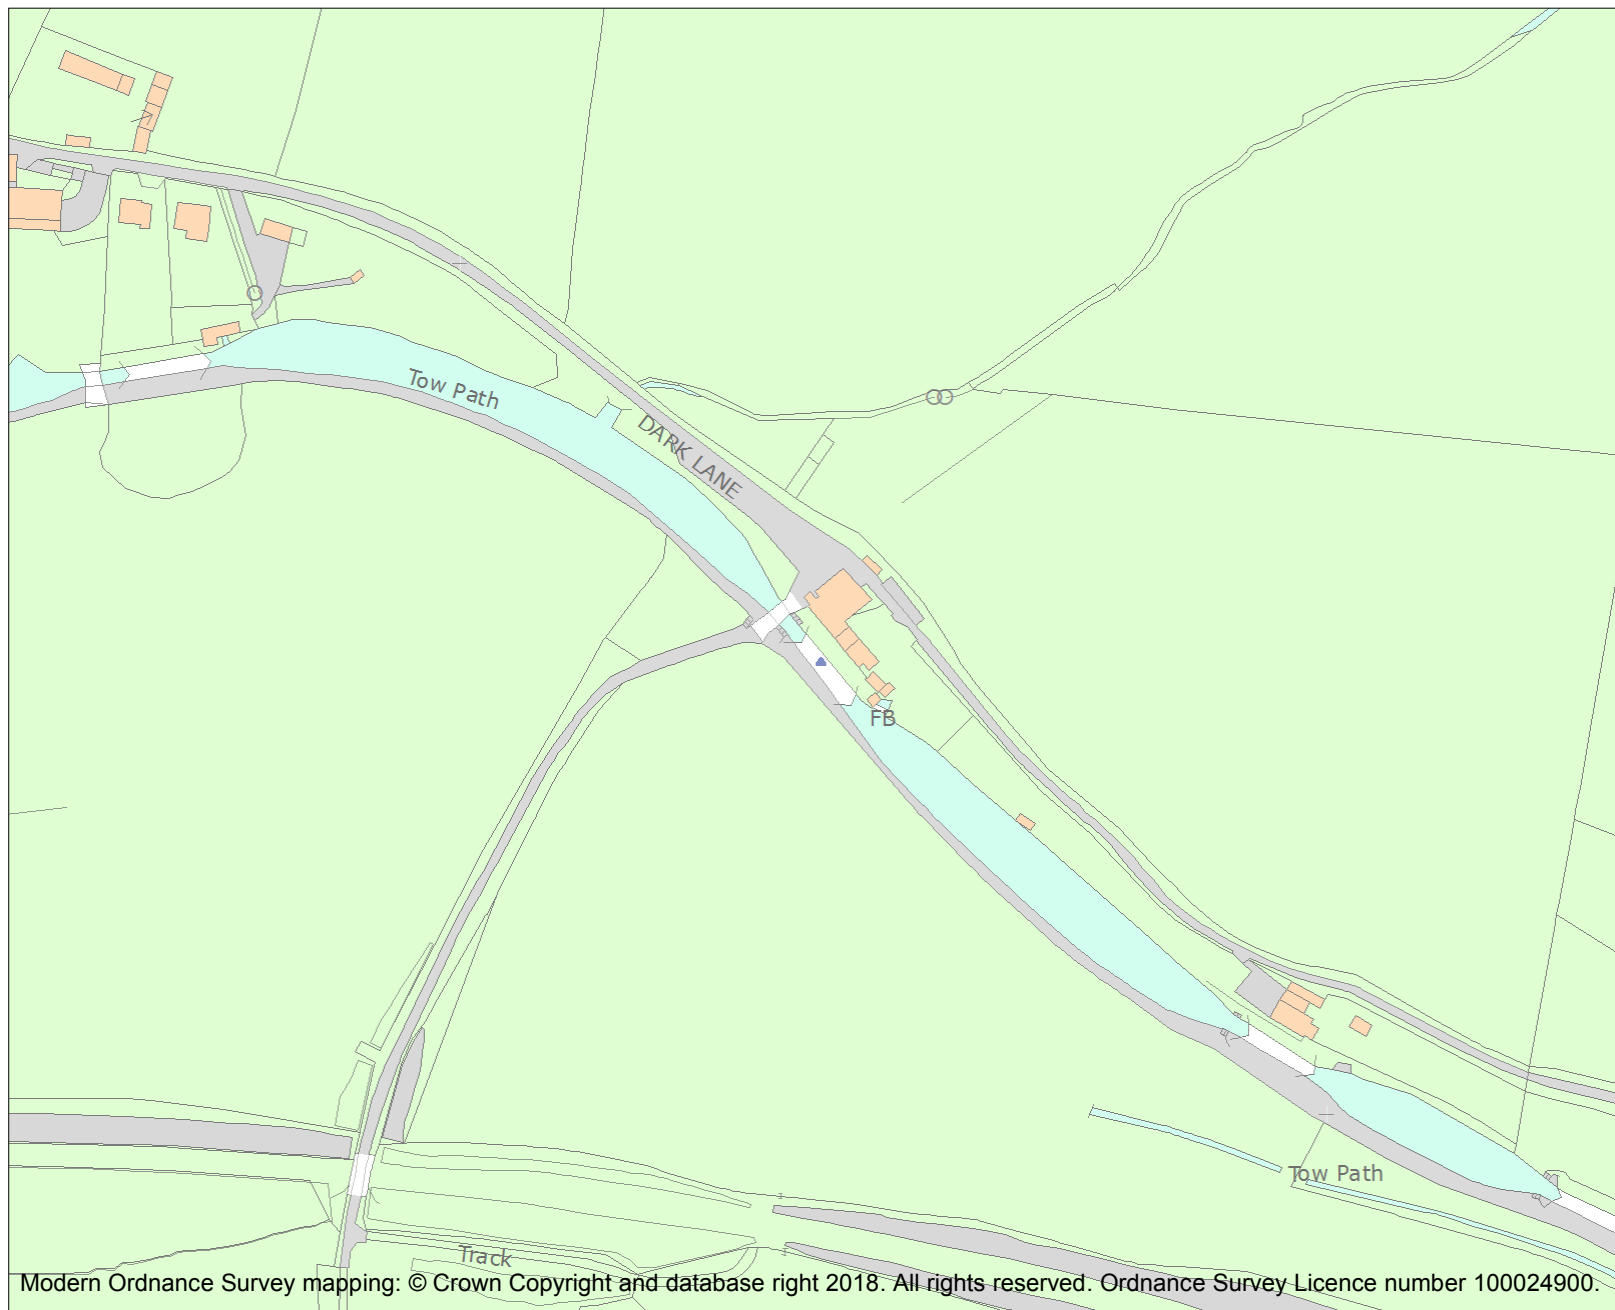 Tow Path
DARK LANE
FB
Tow Path
Track
Modern Ordnance Survey mapping: © Crown Copyright and database right 2018. All rights reserved. Ordnance Survey Licence number 100024900.